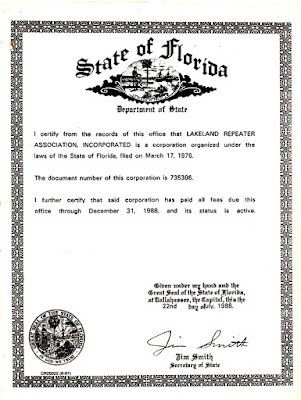 State of Florida
Department of State
I certify from the records of this office that LAKELAND REPEATER
ASSOCIATION, INCORPORATED is a corporation organized under the
laws of the State of Florida, filed on March 17, 1976.
The document number of this corporation is 735306.
I further certify that said corporation has paid all fees due this
office through December 31, 1988, and its status is active.
Given under my hand and the
Great Seal of the State of Florida,
at Tallahassee, the Capital, this the
22nd day of July, 1988.
Jim Smith
Jim Smith
Secretary of State